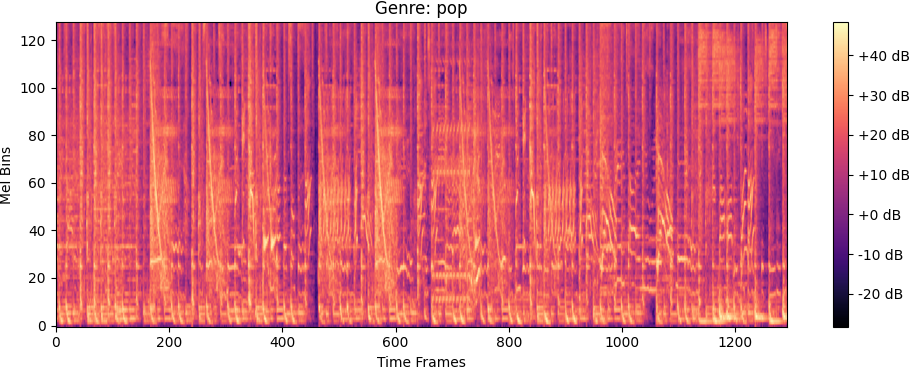 Genre: pop
Mel Bins
120
100
80
60
40
20
0
0 200 400 600 800 1000 1200
Time Frames
+40 dB
+30 dB
+20 dB
+10 dB
+0 dB
-10 dB
-20 dB